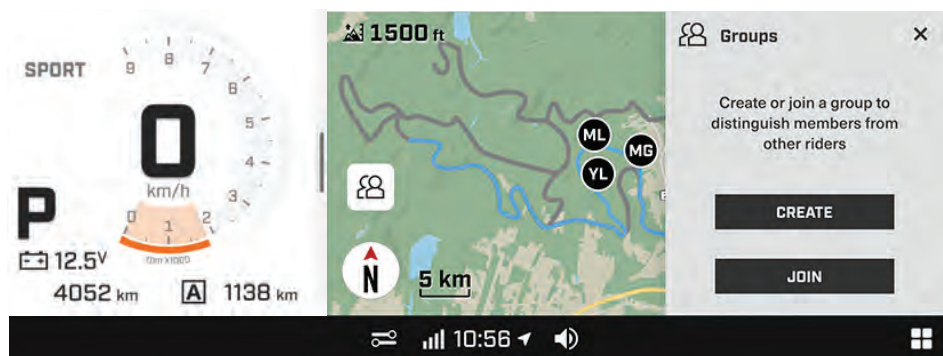 SPORT
9 8 7 6 5 4 3
0
km/h
P
0 1 2
12.5V
4052 km
A 1138 km
1500 ft
ML
MG
YL
N
5 km
Groups
Create or join a group to
distinguish members from
other riders
CREATE
JOIN
10:56